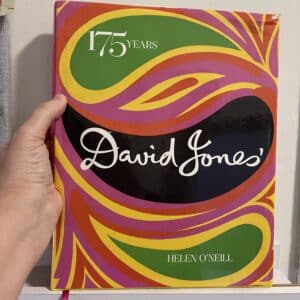 175 YEARS
David Jones'
HELEN O'NEILL